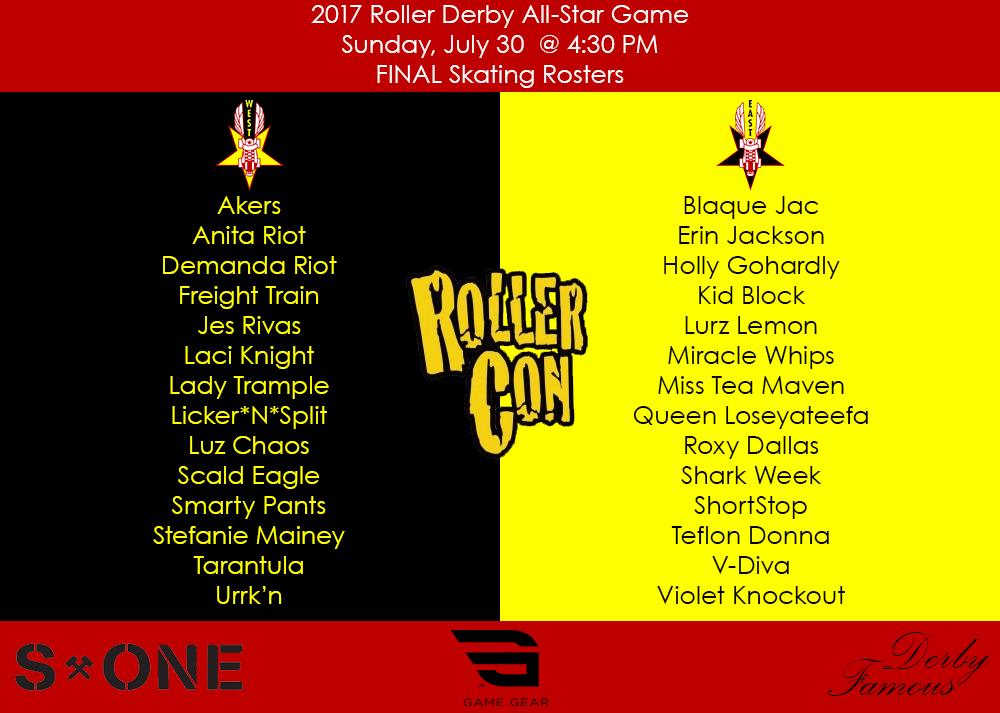 2017 Roller Derby All-Star Game
Sunday, July 30 @ 4:30 PM
FINAL Skating Rosters
WEST
Akers
Anita Riot
Demanda Riot
Freight Train
Jes Rivas
Laci Knight
Lady Trample
Licker*N*Split
Luz Chaos
Scald Eagle
Smarty Pants
Stefanie Mainey
Tarantula
Urrk’n
ROLLER
CON
EAST
Blaque Jac
Erin Jackson
Holly Gohardly
Kid Block
Lurz Lemon
Miracle Whips
Miss Tea Maven
Queen Loseyateefa
Roxy Dallas
Shark Week
ShortStop
Teflon Donna
V-Diva
Violet Knockout
S ONE
GAME GEAR
Derby
Famous